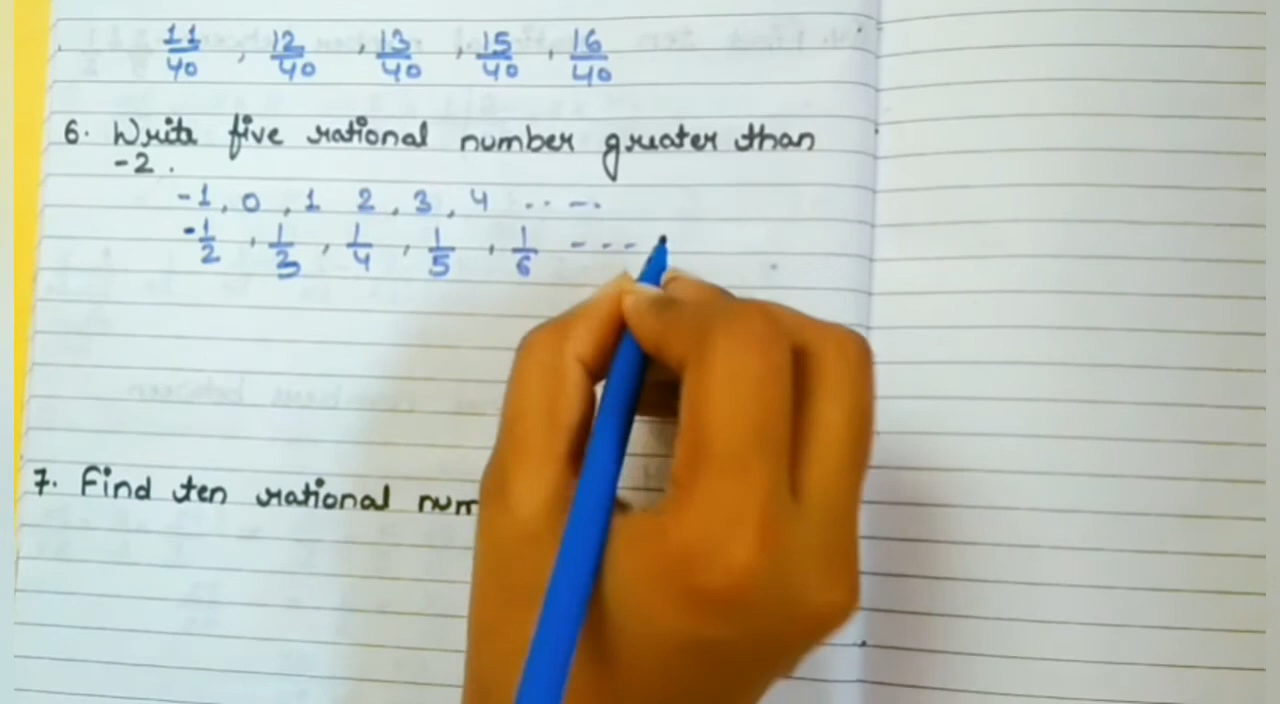 11/40, 12/40, 13/40, 15/40, 16/40
6. Write five rational number greater than
-2.
-1, 0, 1 2, 3, 4 .. -.
-1/2, 1/3, 1/4, 1/5, 1/6 ---
7. Find ten rational